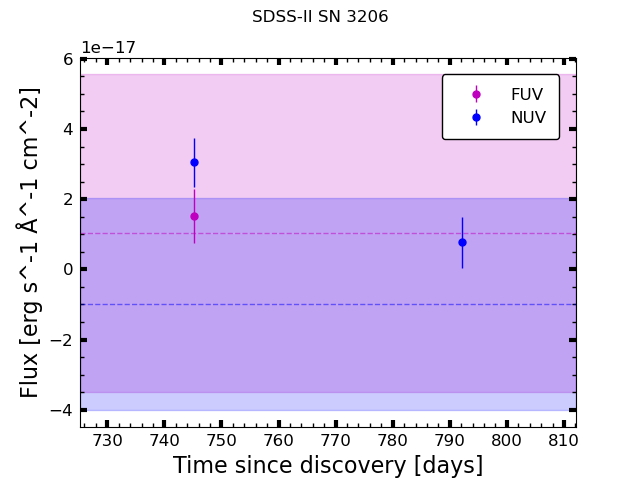 SDSS-II SN 3206
1e−17
6
4
2
0
−2
−4
Flux [erg s^-1 Å^-1 cm^-2]
FUV
NUV
730 740 750 760 770 780 790 800 810
Time since discovery [days]